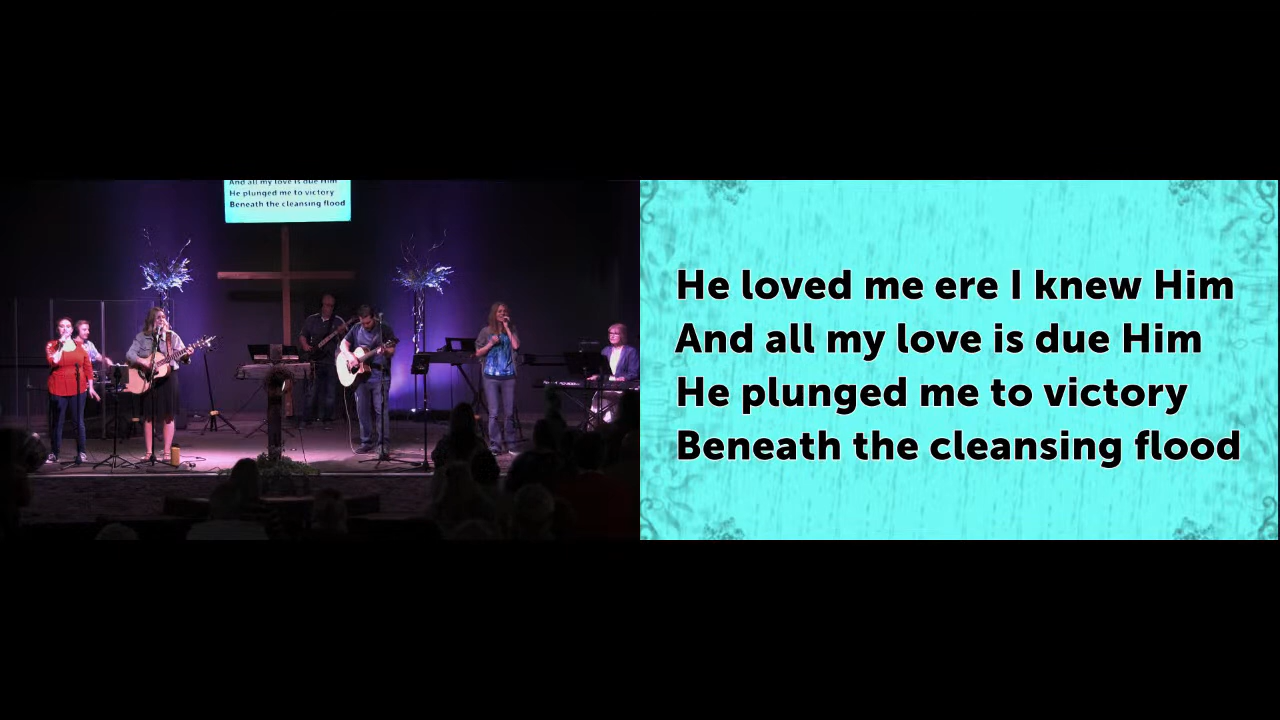 And all my love is due Him
He plunged me to victory
Beneath the cleansing flood
He loved me ere I knew Him
And all my love is due Him
He plunged me to victory
Beneath the cleansing flood